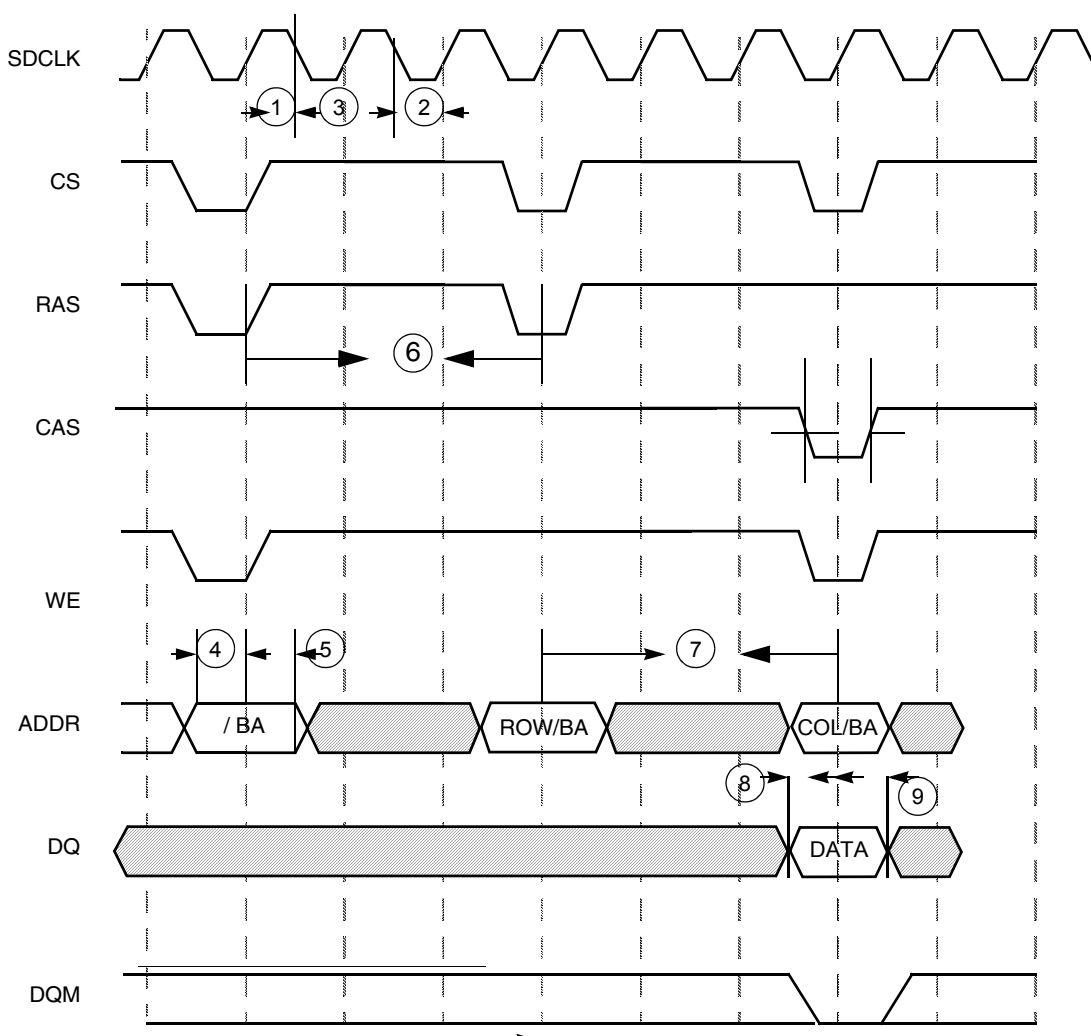 SDCLK
1 3 2
CS
RAS
6
CAS
WE
4 5 7
ADDR / BA ROW/BA COL/BA
8 9
DQ DATA
DQM